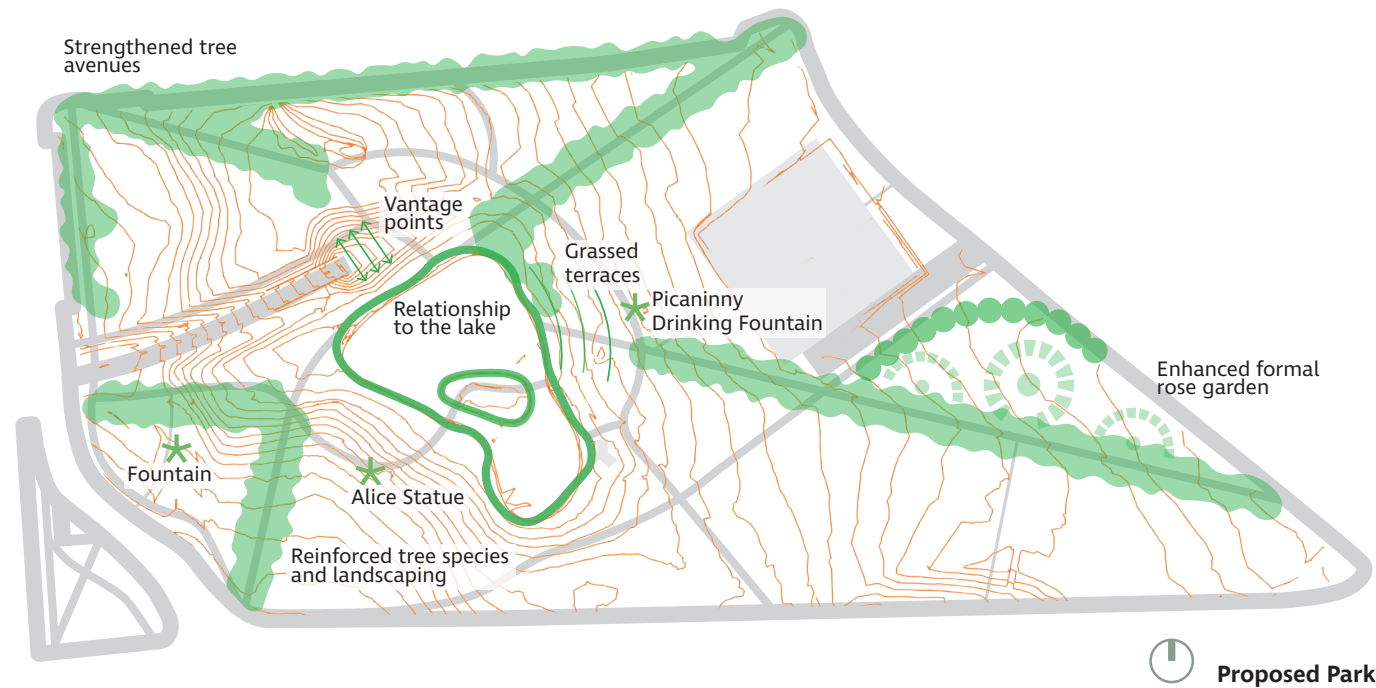 Strengthened tree
avenues
Vantage
points
Grassed
terraces
Picaninny
Drinking Fountain
Relationship
to the lake
Enhanced formal
rose garden
Fountain
Alice Statue
Reinforced tree species
and landscaping
Proposed Park